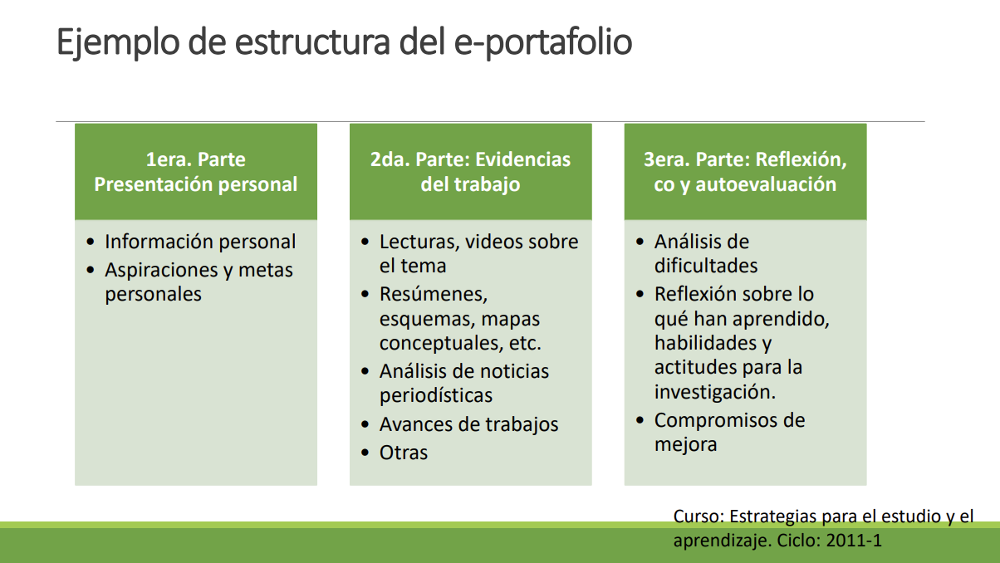 Ejemplo de estructura del e-portafolio
1era. Parte
Presentación personal
• Información personal
• Aspiraciones y metas
personales
2da. Parte: Evidencias
del trabajo
• Lecturas, videos sobre
el tema
• Resúmenes,
esquemas, mapas
conceptuales, etc.
• Análisis de noticias
periodísticas
• Avances de trabajos
• Otras
3era. Parte: Reflexión,
co y autoevaluación
• Análisis de
dificultades
• Reflexión sobre lo
qué han aprendido,
habilidades y
actitudes para la
investigación.
• Compromisos de
mejora
Curso: Estrategias para el estudio y el
aprendizaje. Ciclo: 2011-1